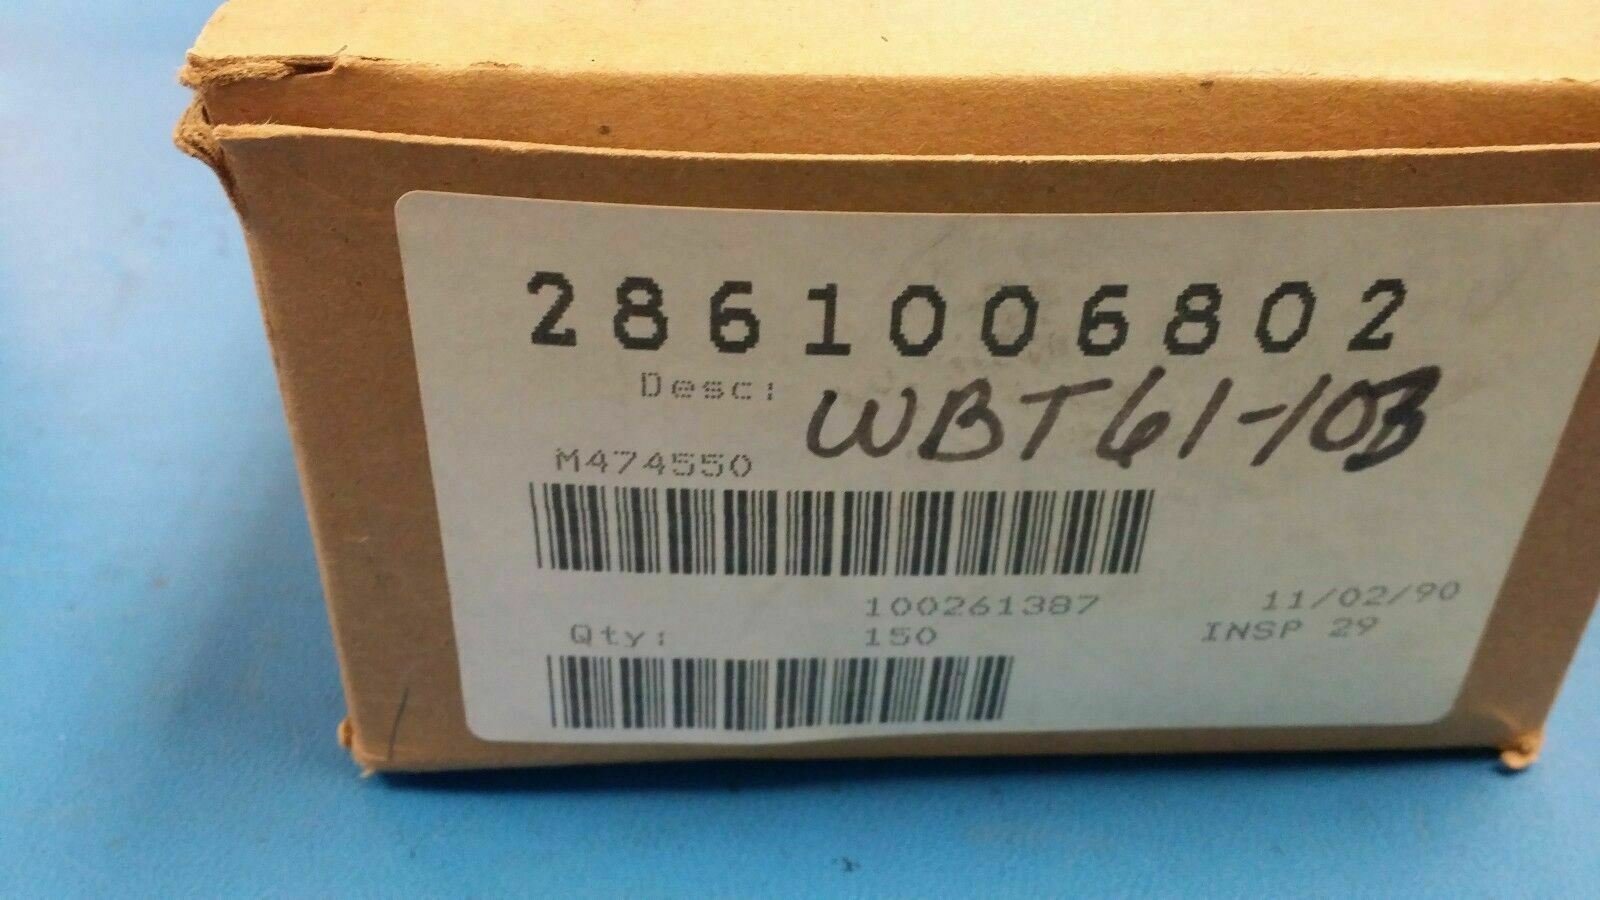 2861006802
Desc: WBT61-103
M474550
100261387 11/02/90
Qty: 150 INSP 29